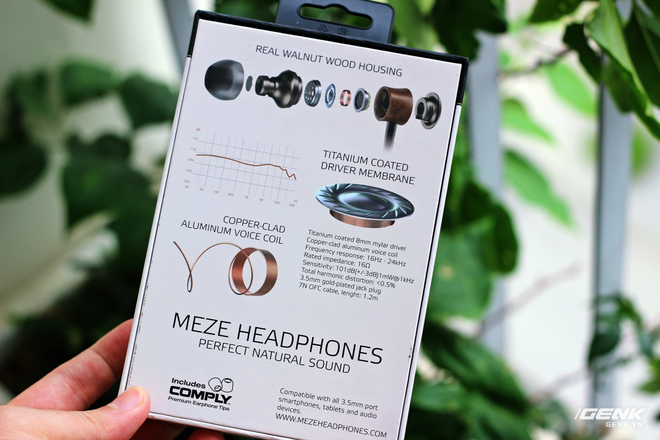 REAL WALNUT WOOD HOUSING
TITANIUM COATED
DRIVER MEMBRANE
COPPER-CLAD
ALUMINUM VOICE COIL
Titanium coated 8mm mylar driver
Copper-clad aluminum voice coil
Frequency response: 16Hz - 24kHz
Rated impedance: 16Ω
Sensitivity: 101dB(+/-3dB)1mW@1kHz
Total harmonic distortion: <0.5%
3.5mm gold-plated jack plug
7N OFC cable, lenght: 1.2m
MEZE HEADPHONES
PERFECT NATURAL SOUND
Includes
COMPLY
Premium Earphone Tips
Compatible with all 3.5mm port
smartphones, tablets and audio
devices.
WWW.MEZEHEADPHONES.COM
GENK
GENK.VN